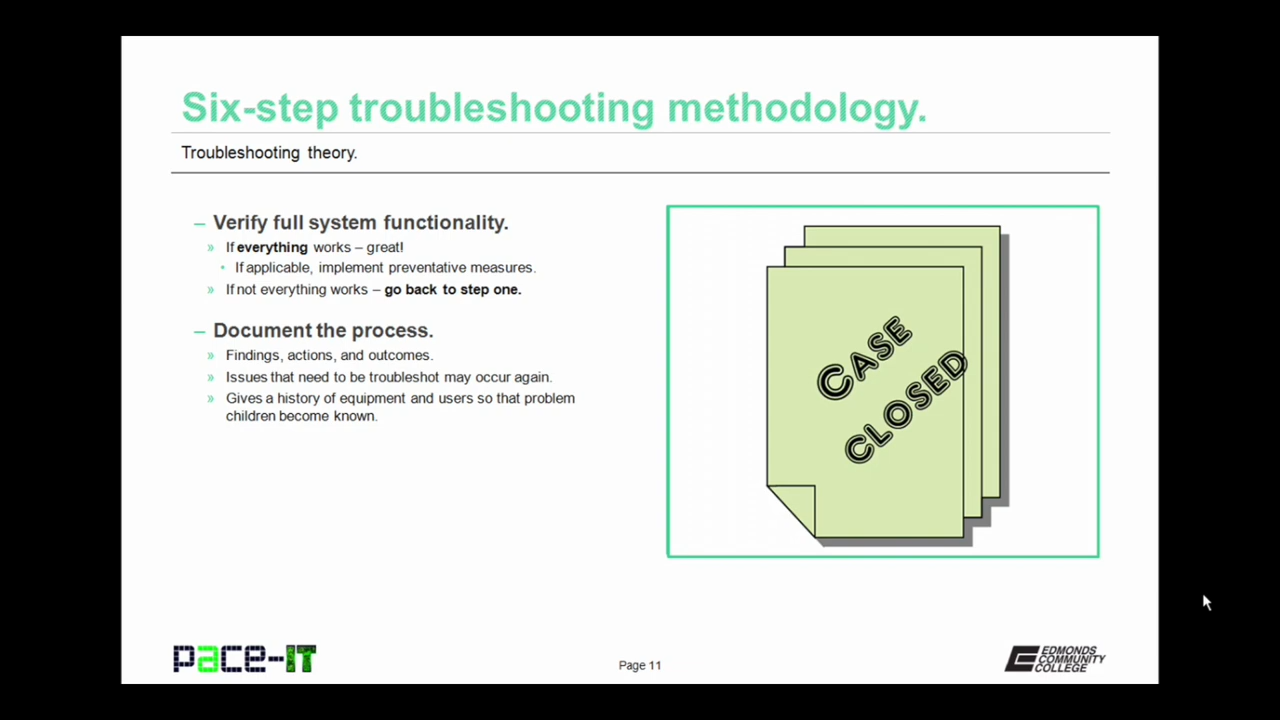 Six-step troubleshooting methodology.
Troubleshooting theory.
– Verify full system functionality.
» If everything works – great!
• If applicable, implement preventative measures.
» If not everything works – go back to step one.
– Document the process.
» Findings, actions, and outcomes.
» Issues that need to be troubleshot may occur again.
» Gives a history of equipment and users so that problem
children become known.
CASE
CLOSED
pace-IT
Page 11
EDMONDS
COMMUNITY
COLLEGE